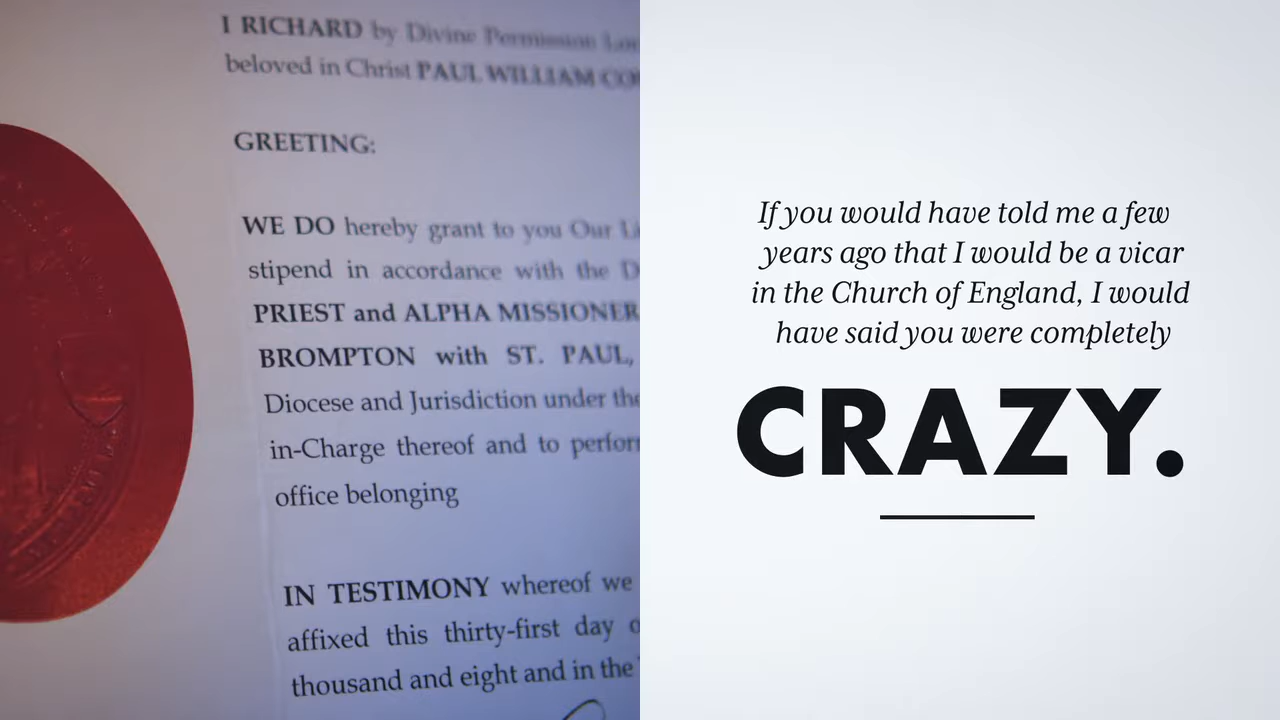 I RICHARD by Divine Permission
beloved in Christ PAUL WILLIAM
GREETING:
WE DO hereby grant to you Our
stipend in accordance with the
PRIEST and ALPHA MISSIONER
BROMPTON with ST. PAUL,
Diocese and Jurisdiction under the
in-Charge thereof and to
office belonging
IN TESTIMONY whereof we
affixed this thirty-first day
thousand and eight and in the
If you would have told me a few
years ago that I would be a vicar
in the Church of England, I would
have said you were completely
CRAZY.